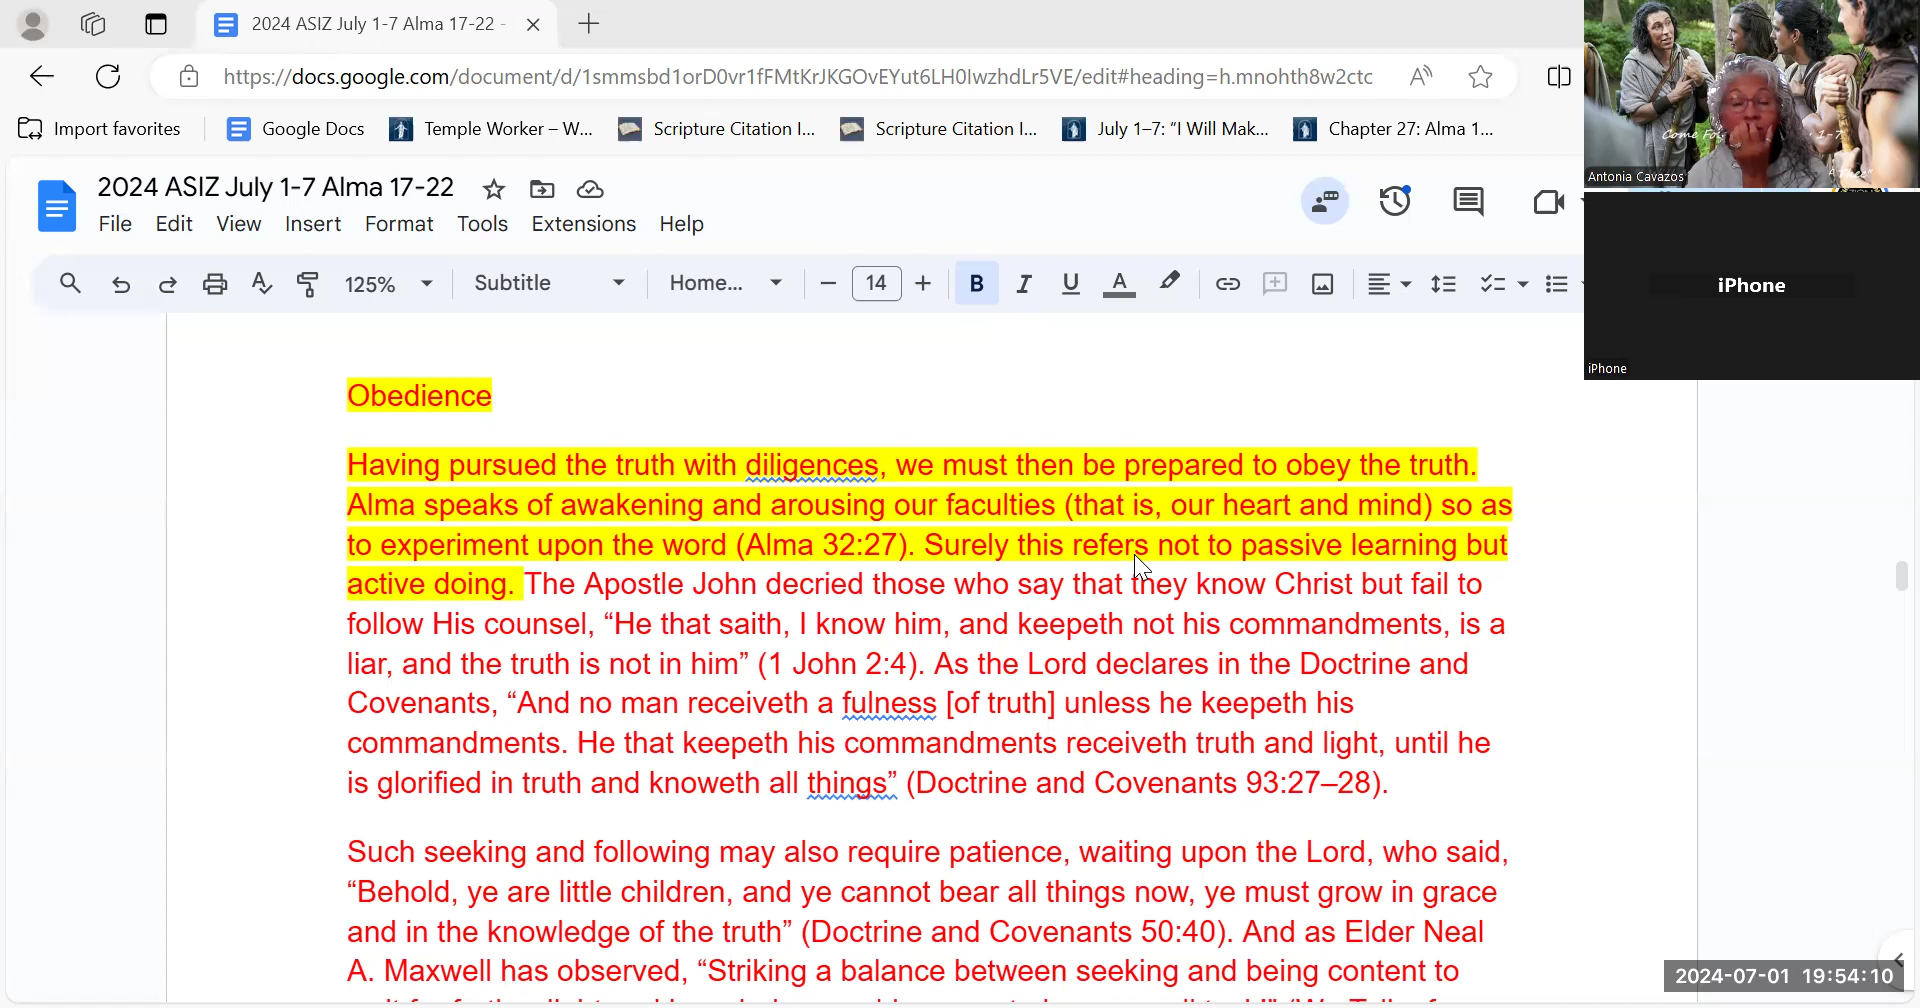 2024 ASIZ July 1-7 Alma 17-22 -
https://docs.google.com/document/d/1smmsbd1orD0vr1fFMtKrJKGOvEYut6LH0IwzhdLr5VE/edit#heading=h.mnohth8w2ctc
Import favorites
Google Docs
Temple Worker – W...
Scripture Citation I...
Scripture Citation I...
July 1–7: “I Will Mak...
Chapter 27: Alma 1...
Come Fo
1-7
Antonia Cavazos
2024 ASIZ July 1-7 Alma 17-22
File Edit View Insert Format Tools Extensions Help
125%
Subtitle
Home...
14
B I U A
iPhone
iPhone
Obedience
Having pursued the truth with diligences, we must then be prepared to obey the truth.
Alma speaks of awakening and arousing our faculties (that is, our heart and mind) so as
to experiment upon the word (Alma 32:27). Surely this refers not to passive learning but
active doing. The Apostle John decried those who say that they know Christ but fail to
follow His counsel, “He that saith, I know him, and keepeth not his commandments, is a
liar, and the truth is not in him” (1 John 2:4). As the Lord declares in the Doctrine and
Covenants, “And no man receiveth a fulness [of truth] unless he keepeth his
commandments. He that keepeth his commandments receiveth truth and light, until he
is glorified in truth and knoweth all things” (Doctrine and Covenants 93:27–28).
Such seeking and following may also require patience, waiting upon the Lord, who said,
“Behold, ye are little children, and ye cannot bear all things now, ye must grow in grace
and in the knowledge of the truth” (Doctrine and Covenants 50:40). And as Elder Neal
A. Maxwell has observed, “Striking a balance between seeking and being content to
2024-07-01 19:54:10